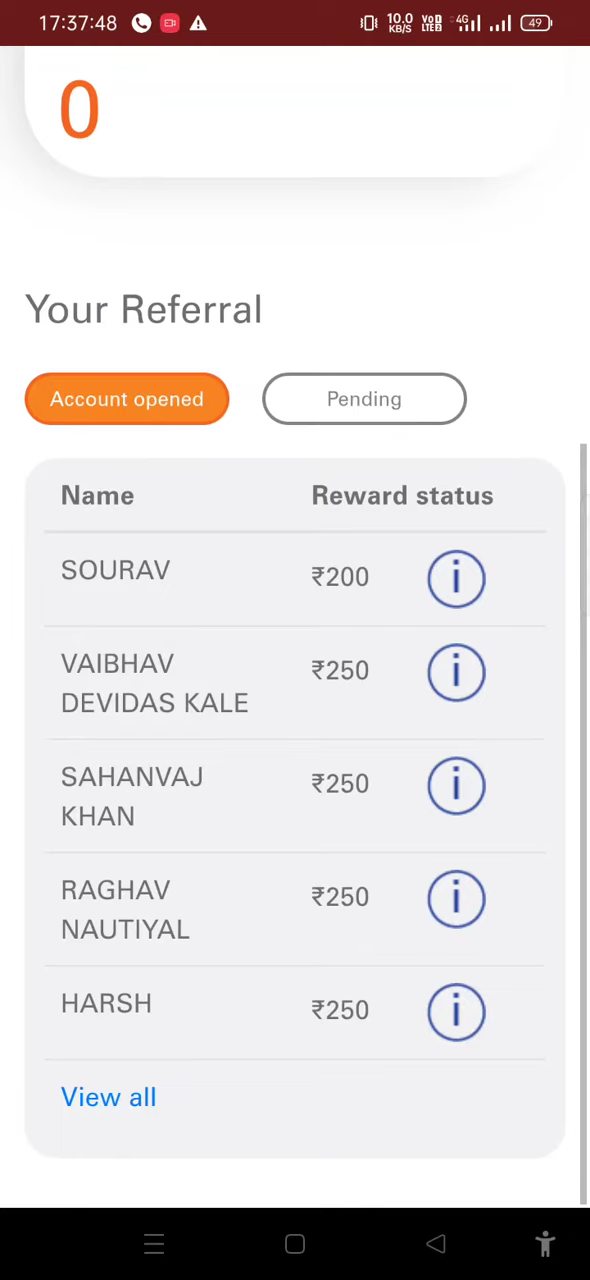 17:37:48 10.0 KB/S VoD LTE2 4G 49
0
Your Referral
Account opened Pending
Name Reward status
SOURAV ₹200 i
VAIBHAV DEVIDAS KALE ₹250 i
SAHANVAJ KHAN ₹250 i
RAGHAV NAUTIYAL ₹250 i
HARSH ₹250 i
View all